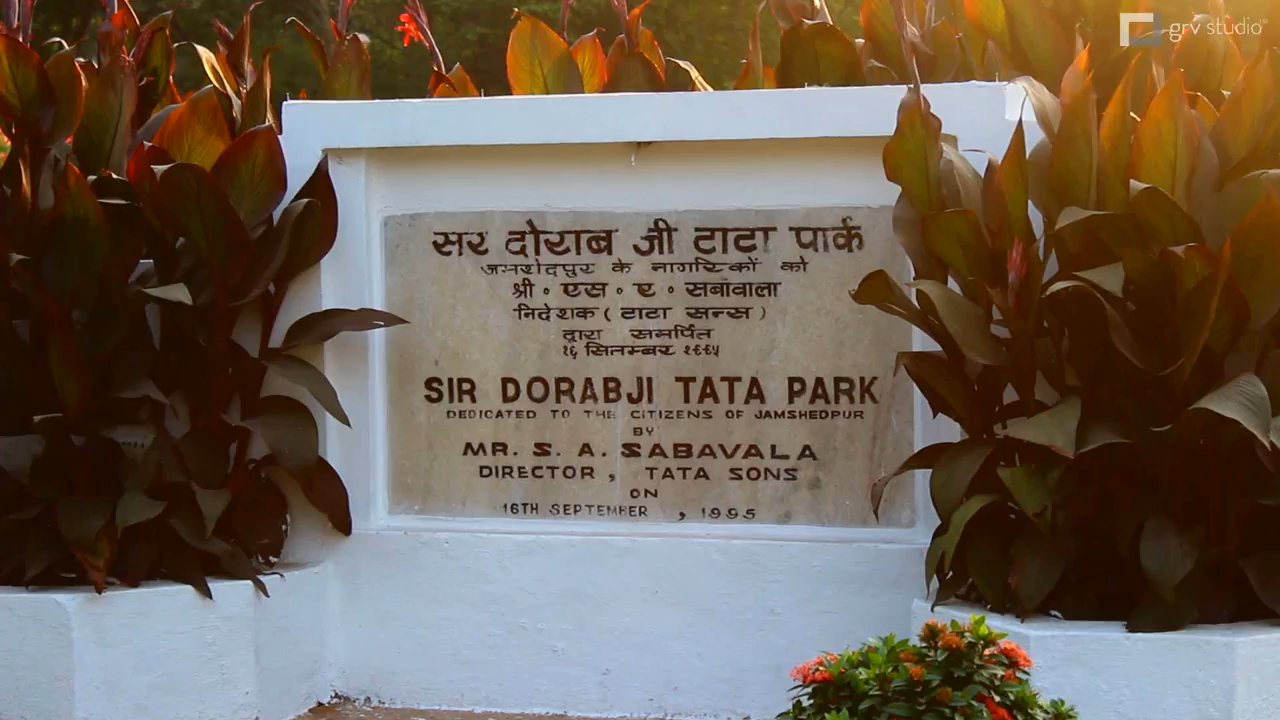 grv studio™
सर दोराब जी टाटा पार्क
जमशेदपुर के नागरिकों को
श्री॰ एस॰ ए॰ सबावाला
निदेशक ( टाटा सन्स )
द्वारा समर्पित
१६ सितम्बर १९९५
SIR DORABJI TATA PARK
DEDICATED TO THE CITIZENS OF JAMSHEDPUR
BY
MR. S. A. SABAVALA
DIRECTOR, TATA SONS
ON
16TH SEPTEMBER , 1995